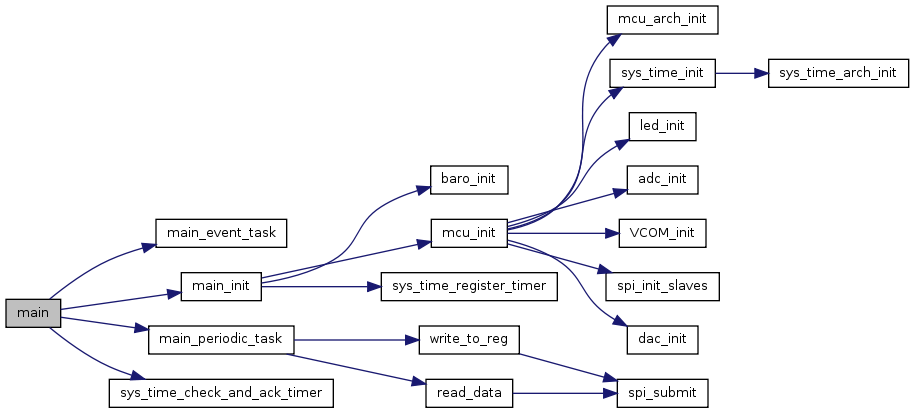 mcu_arch_init
sys_time_init
sys_time_arch_init
led_init
baro_init
adc_init
main_event_task
mcu_init
VCOM_init
main_init
sys_time_register_timer
spi_init_slaves
main
main_periodic_task
write_to_reg
dac_init
sys_time_check_and_ack_timer
read_data
spi_submit